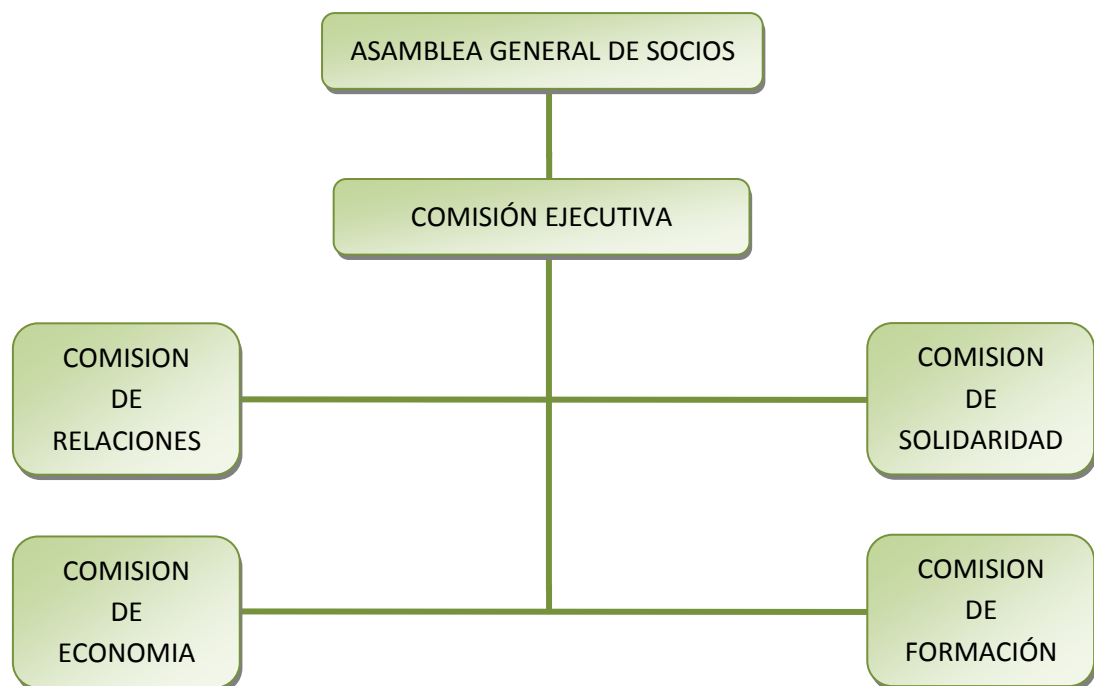 ASAMBLEA GENERAL DE SOCIOS
COMISIÓN EJECUTIVA
COMISION
DE
RELACIONES
COMISION
DE
SOLIDARIDAD
COMISION
DE
ECONOMIA
COMISION
DE
FORMACIÓN